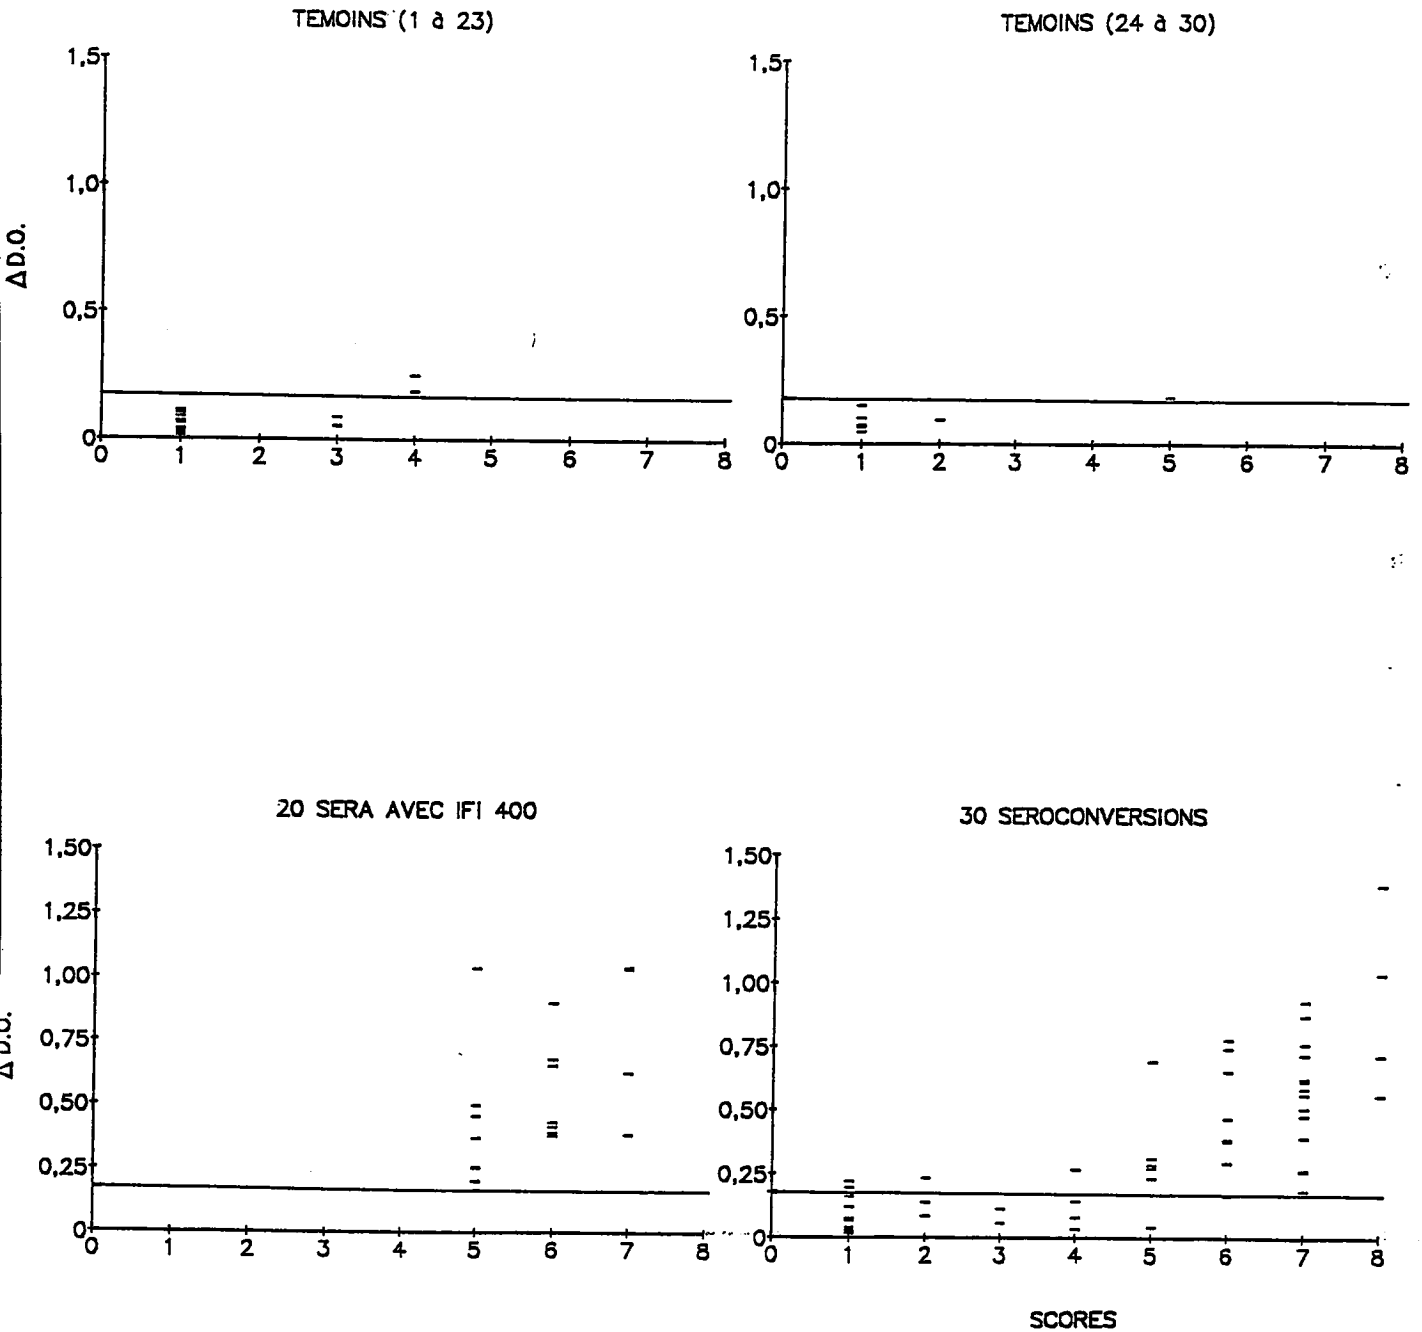 TEMOINS (1 à 23)
1,5
1,0
0,5
0
Δ D.O.
0 1 2 3 4 5 6 7 8
TEMOINS (24 à 30)
1,5
1,0
0,5
0
0 1 2 3 4 5 6 7 8
20 SERA AVEC IFI 400
1,50
1,25
1,00
0,75
0,50
0,25
0
Δ D.O.
0 1 2 3 4 5 6 7 8
30 SEROCONVERSIONS
1,50
1,25
1,00
0,75
0,50
0,25
0
0 1 2 3 4 5 6 7 8
SCORES